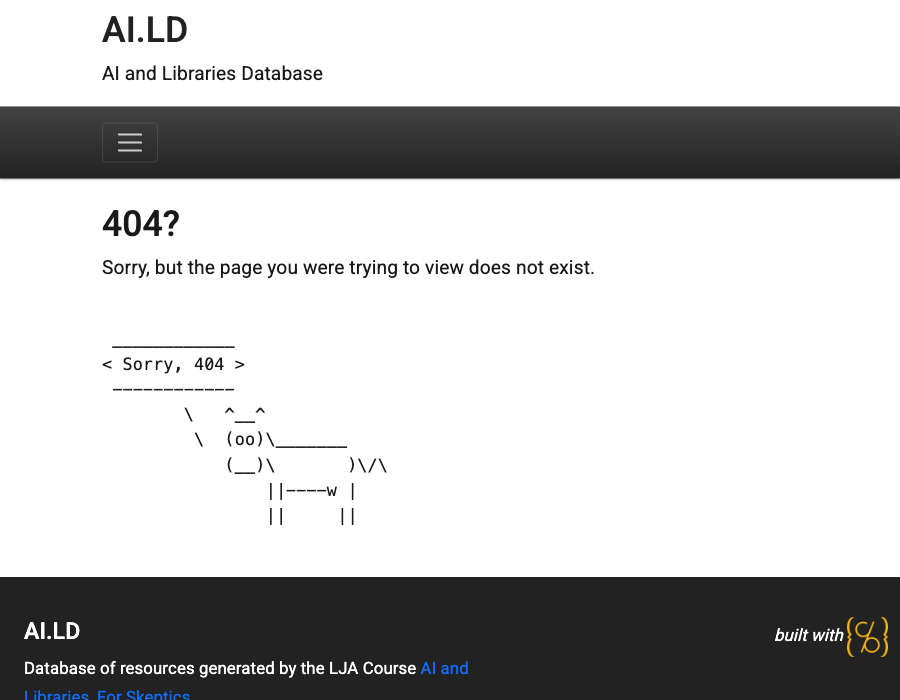 AI.LD
AI and Libraries Database
404?
Sorry, but the page you were trying to view does not exist.
 ____________
< Sorry, 404 >
 ------------
        \   ^__^
         \  (oo)\_______
            (__)\       )\/\
                ||----w |
                ||     ||
AI.LD
built with
Database of resources generated by the LJA Course AI and
Libraries, For Skeptics